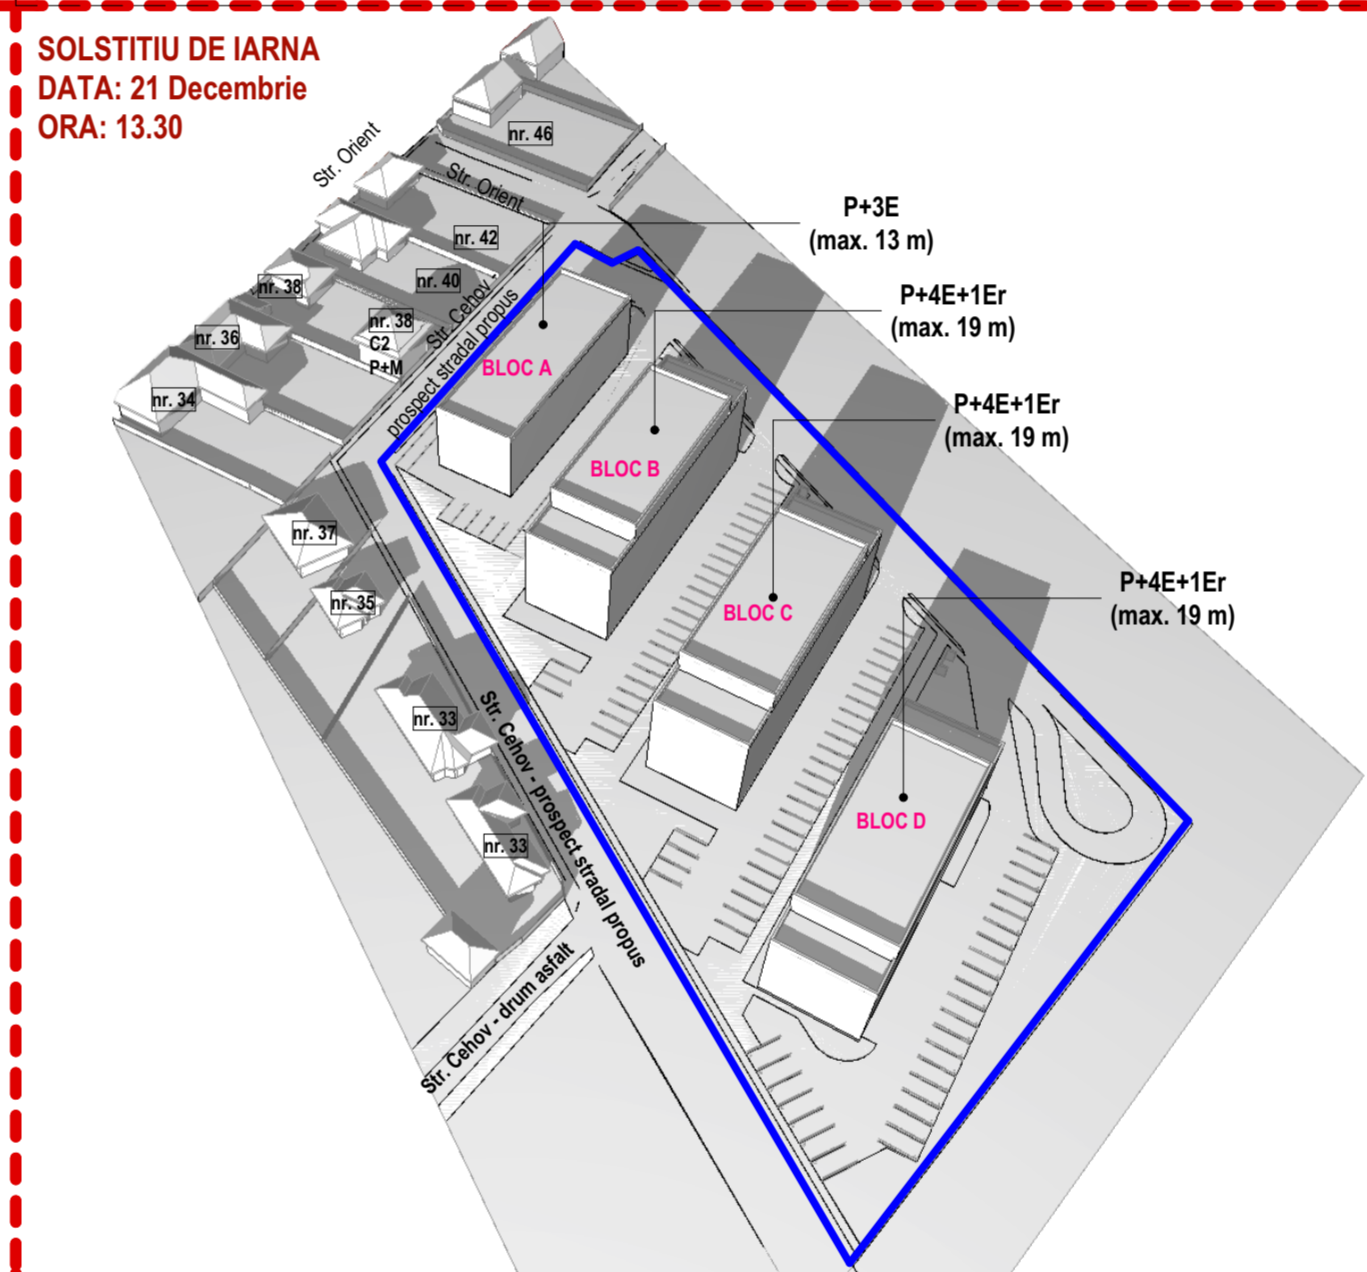 SOLSTITIU DE IARNA
DATA: 21 Decembrie
ORA: 13.30
Str. Orient
nr. 46
Str. Orient
nr. 42
nr. 40
nr. 38
nr. 38
C2
P+M
nr. 36
nr. 34
Str. Cehov -
prospect stradal propus
P+3E
(max. 13 m)
P+4E+1Er
(max. 19 m)
P+4E+1Er
(max. 19 m)
P+4E+1Er
(max. 19 m)
BLOC A
BLOC B
BLOC C
BLOC D
nr. 37
nr. 35
nr. 33
nr. 33
Str. Cehov - prospect stradal propus
Str. Cehov - drum asfalt